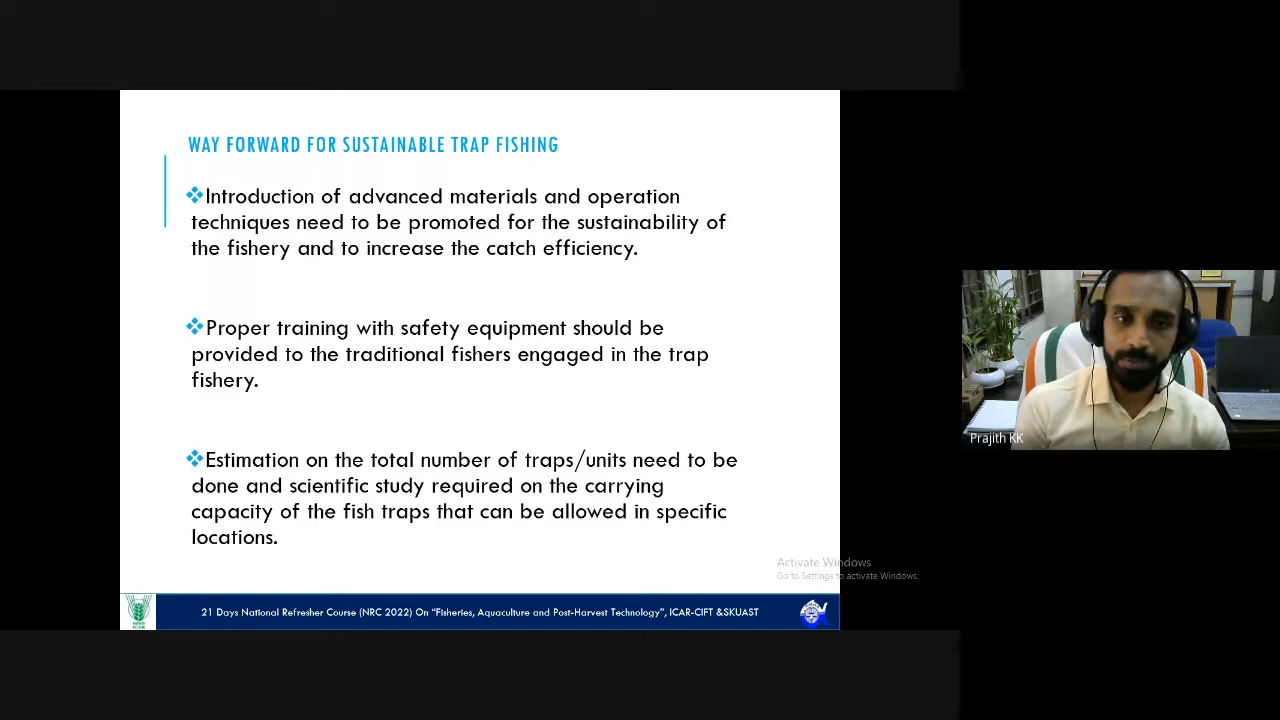 WAY FORWARD FOR SUSTAINABLE TRAP FISHING
❖Introduction of advanced materials and operation
techniques need to be promoted for the sustainability of
the fishery and to increase the catch efficiency.
❖Proper training with safety equipment should be
provided to the traditional fishers engaged in the trap
fishery.
❖Estimation on the total number of traps/units need to be
done and scientific study required on the carrying
capacity of the fish traps that can be allowed in specific
locations.
Prajith KK
Activate Windows
Go to Settings to activate Windows.
21 Days National Refresher Course (NRC 2022) On "Fisheries, Aquaculture and Post-Harvest Technology", ICAR-CIFT &SKUAST
ICAR